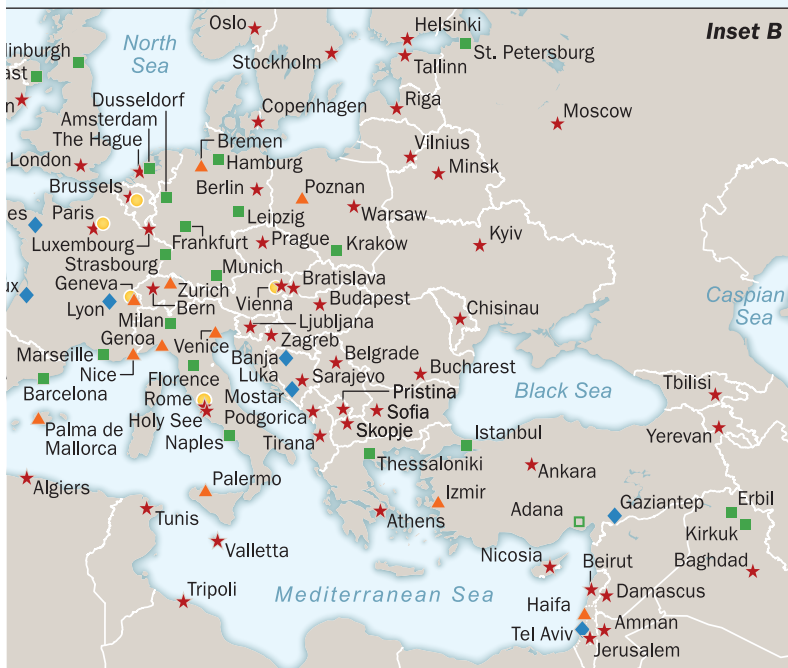 Oslo
Helsinki
Inset B
North
Sea
St. Petersburg
Stockholm
Tallinn
Dusseldorf
Amsterdam
The Hague
Copenhagen
Riga
Moscow
London
Bremen
Hamburg
Vilnius
Minsk
Brussels
Berlin
Poznan
Paris
Leipzig
Warsaw
Luxembourg
Frankfurt
Prague
Krakow
Kyiv
Strasbourg
Munich
Geneva
Zurich
Bratislava
Bern
Vienna
Budapest
Lyon
Chisinau
Caspian
Sea
Milan
Ljubljana
Genoa
Venice
Zagreb
Marseille
Banja
Luka
Belgrade
Bucharest
Nice
Florence
Sarajevo
Black Sea
Tbilisi
Barcelona
Rome
Mostar
Pristina
Holy See
Podgorica
Sofia
Palma de
Mallorca
Naples
Tirana
Skopje
Istanbul
Yerevan
Thessaloniki
Ankara
Algiers
Palermo
Izmir
Adana
Gaziantep
Erbil
Tunis
Athens
Kirkuk
Valletta
Nicosia
Beirut
Baghdad
Tripoli
Mediterranean Sea
Damascus
Haifa
Tel Aviv
Amman
Jerusalem